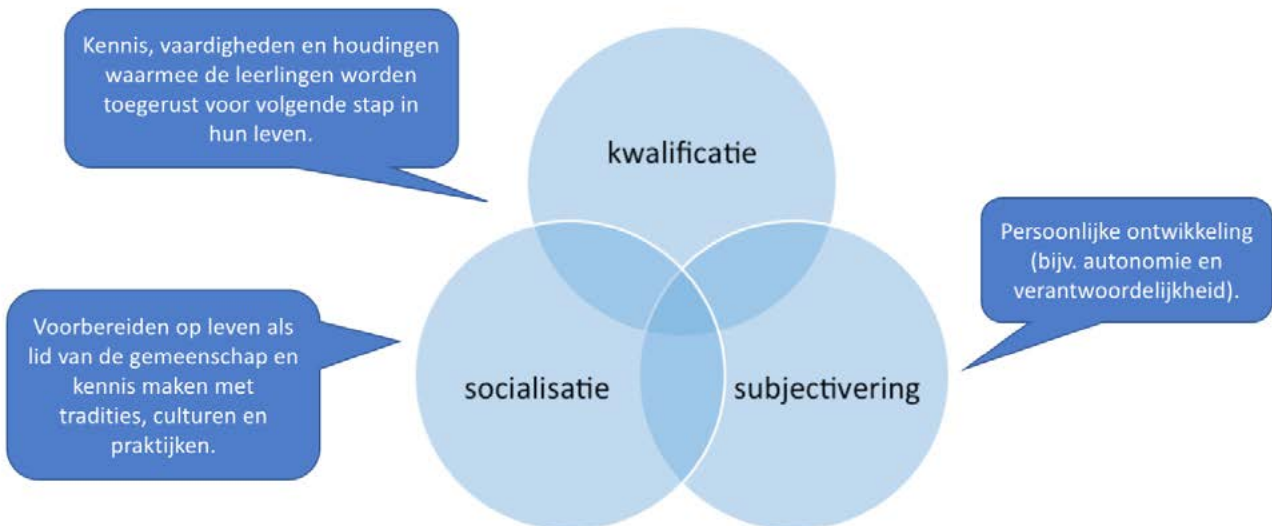 Kennis, vaardigheden en houdingen
waarmee de leerlingen worden
toegerust voor volgende stap in
hun leven.
kwalificatie
Persoonlijke ontwikkeling
(bijv. autonomie en
verantwoordelijkheid).
Voorbereiden op leven als
lid van de gemeenschap en
kennis maken met
tradities, culturen en
praktijken.
socialisatie
subjectivering